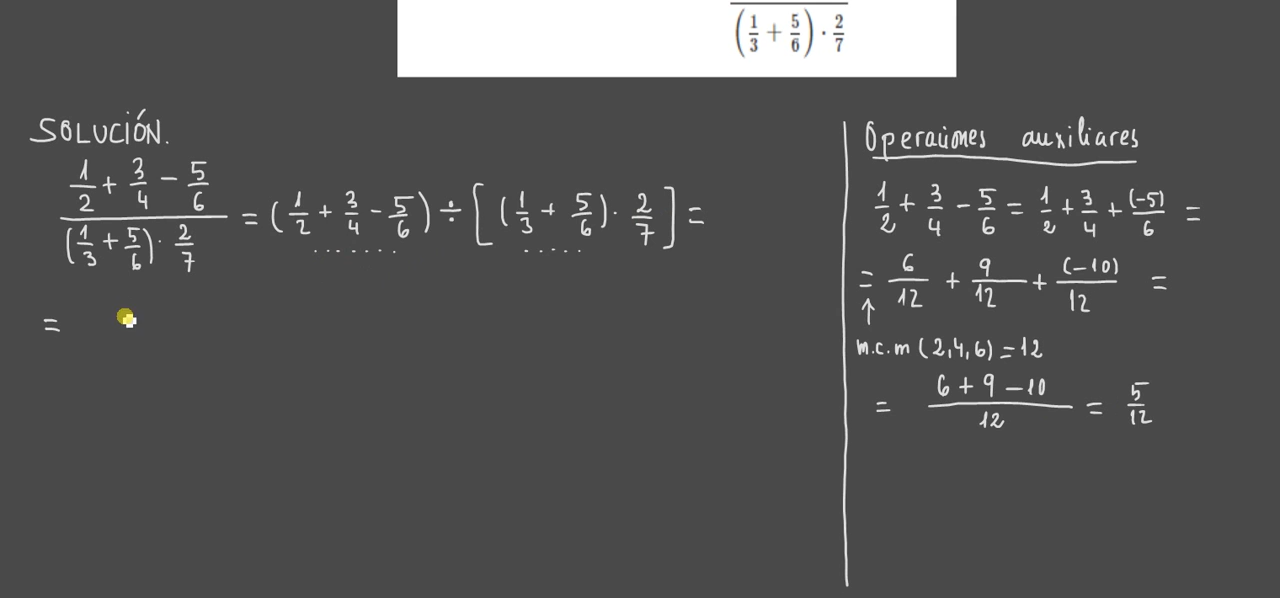 (1/3 + 5/6) · 2/7
SOLUCIÓN.
(1/2 + 3/4 − 5/6) / ((1/3 + 5/6) · 2/7) = (1/2 + 3/4 − 5/6) ÷ [(1/3 + 5/6) · 2/7] =
=
Operaciones auxiliares
1/2 + 3/4 − 5/6 = 1/2 + 3/4 + (−5)/6 =
= 6/12 + 9/12 + (−10)/12 =
↑
m.c.m (2,4,6) = 12
= (6 + 9 − 10)/12 = 5/12